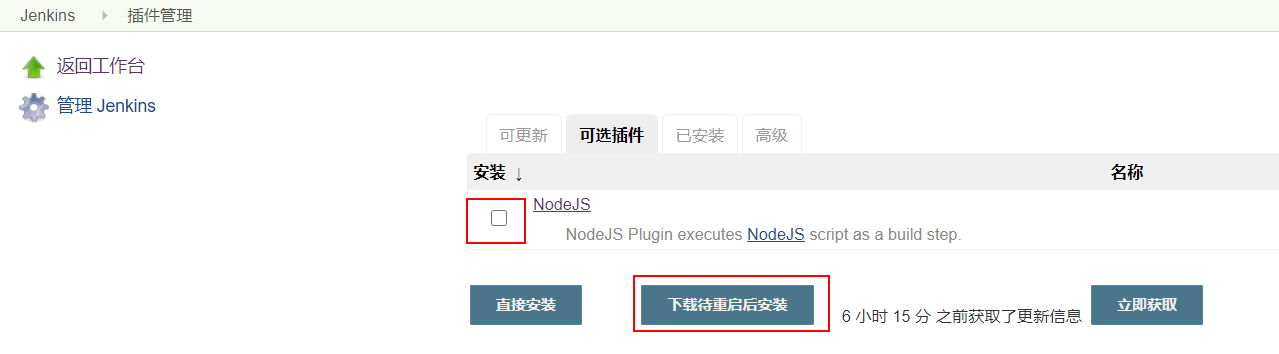 Jenkins 插件管理
返回工作台
管理 Jenkins
可更新 可选插件 已安装 高级
安装 ↓ 名称
NodeJS
NodeJS Plugin executes NodeJS script as a build step.
直接安装 下载待重启后安装 6 小时 15 分 之前获取了更新信息 立即获取